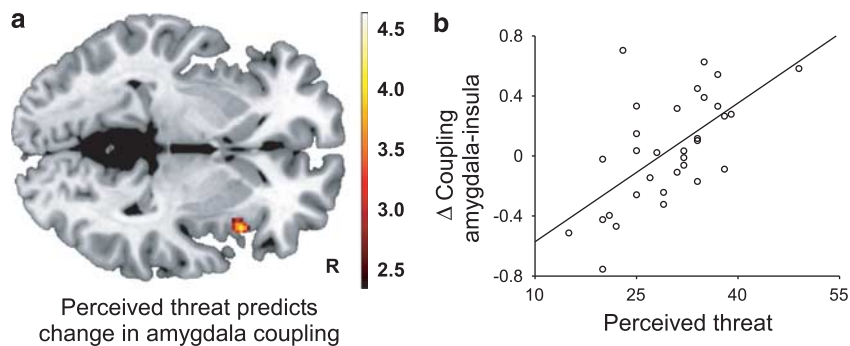 a
4.5
4.0
3.5
3.0
2.5
R
Perceived threat predicts
change in amygdala coupling
b
Δ Coupling
amygdala-insula
0.8
0.4
0
-0.4
-0.8
10 25 40 55
Perceived threat